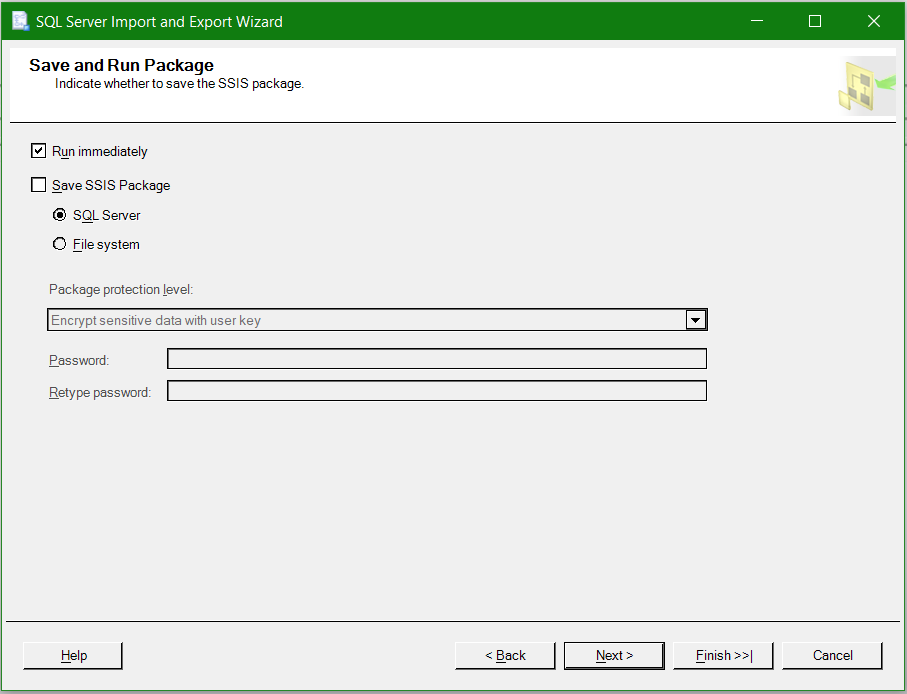 SQL Server Import and Export Wizard
Save and Run Package
Indicate whether to save the SSIS package.
Run immediately
Save SSIS Package
SQL Server
File system
Package protection level:
Encrypt sensitive data with user key
Password:
Retype password:
Help
< Back
Next >
Finish >>|
Cancel